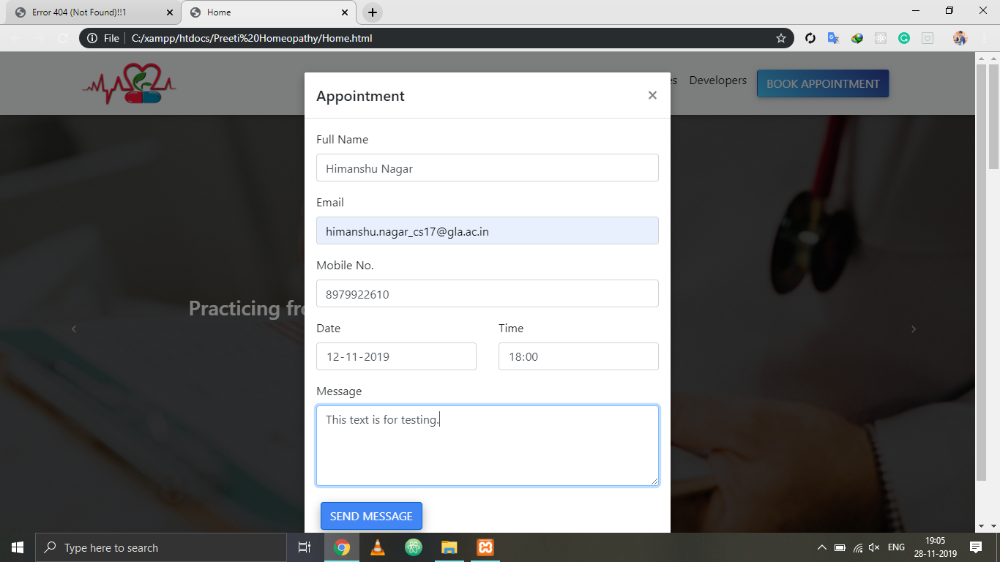 Error 404 (Not Found)!!1
Home
File
C:/xampp/htdocs/Preeti%20Homeopathy/Home.html
Developers
BOOK APPOINTMENT
Appointment
Full Name
Himanshu Nagar
Email
himanshu.nagar_cs17@gla.ac.in
Mobile No.
8979922610
Practicing
Date Time
12-11-2019 18:00
Message
This text is for testing.
SEND MESSAGE
Type here to search
ENG
19:05
28-11-2019